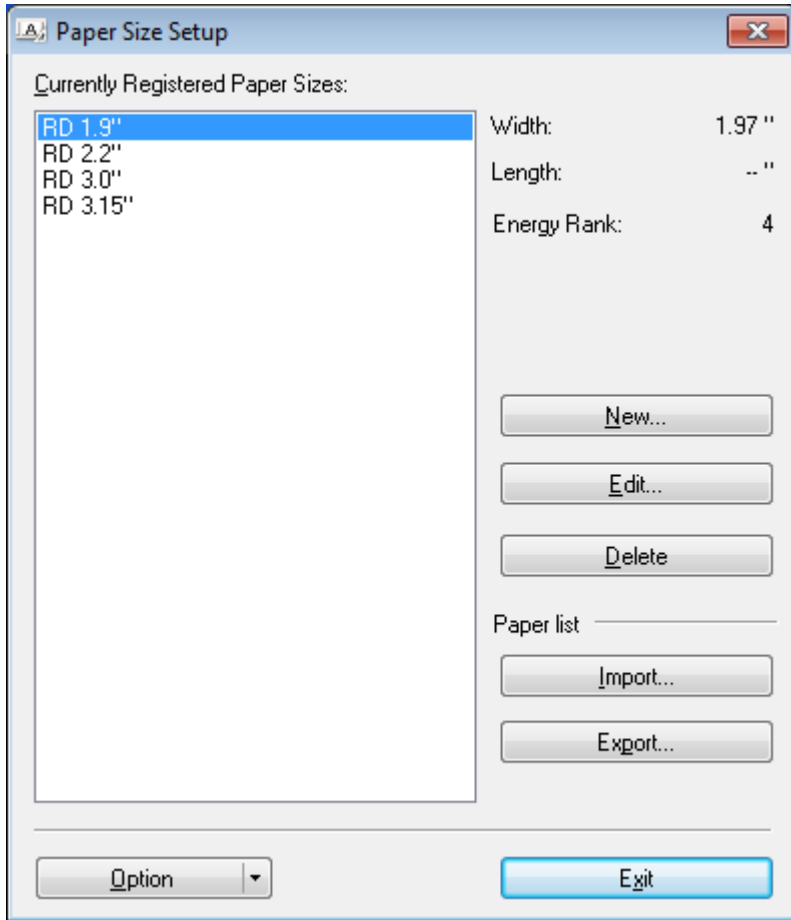 Paper Size Setup
Currently Registered Paper Sizes:
RD 1.9"
RD 2.2"
RD 3.0"
RD 3.15"
Width: 1.97 "
Length: -- "
Energy Rank: 4
New...
Edit...
Delete
Paper list
Import...
Export...
Option
Exit